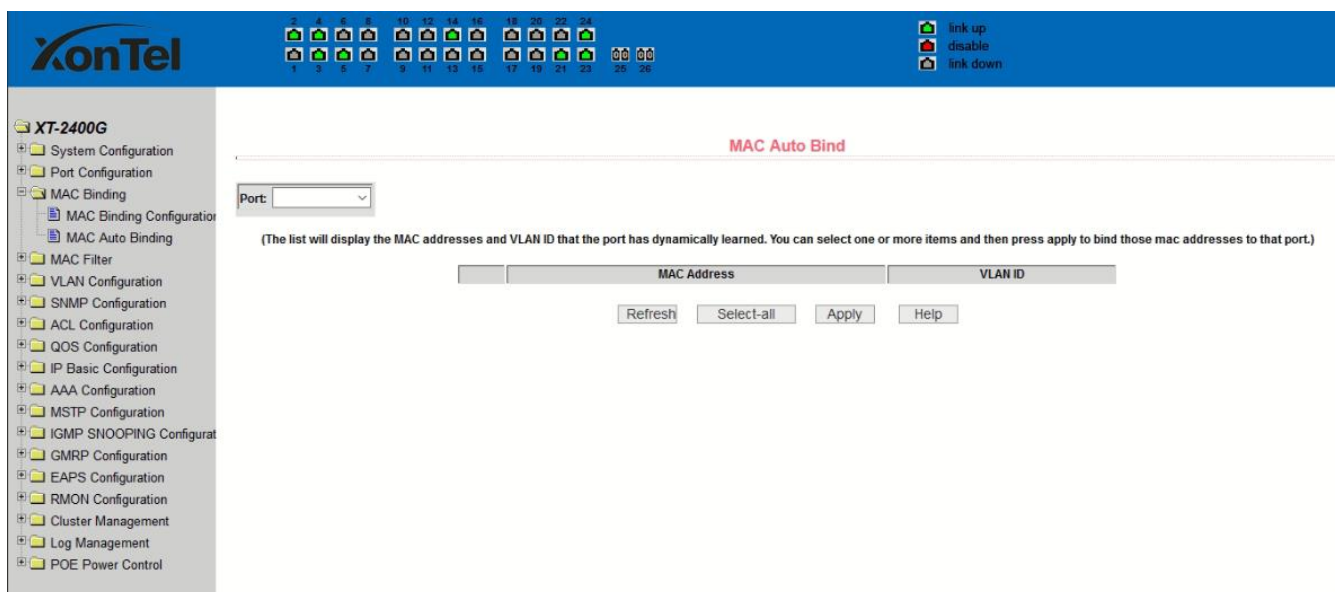 XonTel
2 4 6 8 10 12 14 16 18 20 22 24
1 3 5 7 9 11 13 15 17 19 21 23 25 26
link up
disable
link down
XT-2400G
System Configuration
Port Configuration
MAC Binding
MAC Binding Configuration
MAC Auto Binding
MAC Filter
VLAN Configuration
SNMP Configuration
ACL Configuration
QOS Configuration
IP Basic Configuration
AAA Configuration
MSTP Configuration
IGMP SNOOPING Configurat
GMRP Configuration
EAPS Configuration
RMON Configuration
Cluster Management
Log Management
POE Power Control
MAC Auto Bind
Port:
(The list will display the MAC addresses and VLAN ID that the port has dynamically learned. You can select one or more items and then press apply to bind those mac addresses to that port.)
MAC Address VLAN ID
Refresh Select-all Apply Help